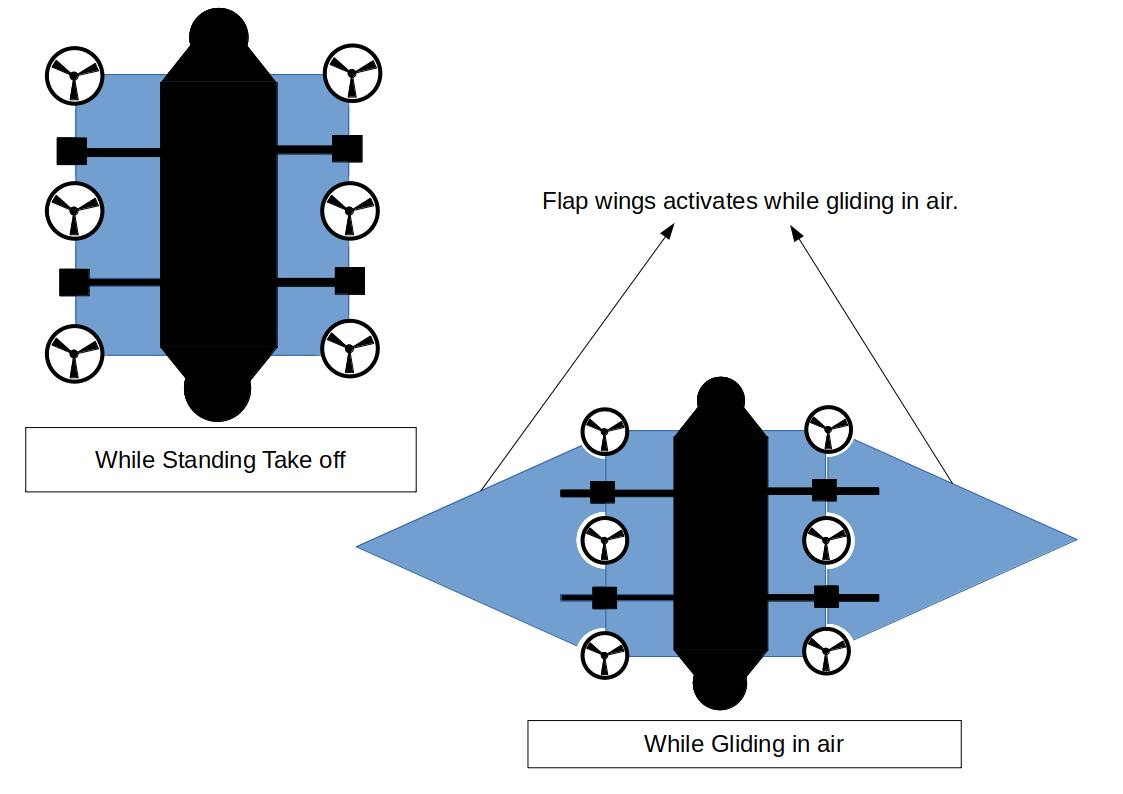 Flap wings activates while gliding in air.
While Standing Take off
While Gliding in air